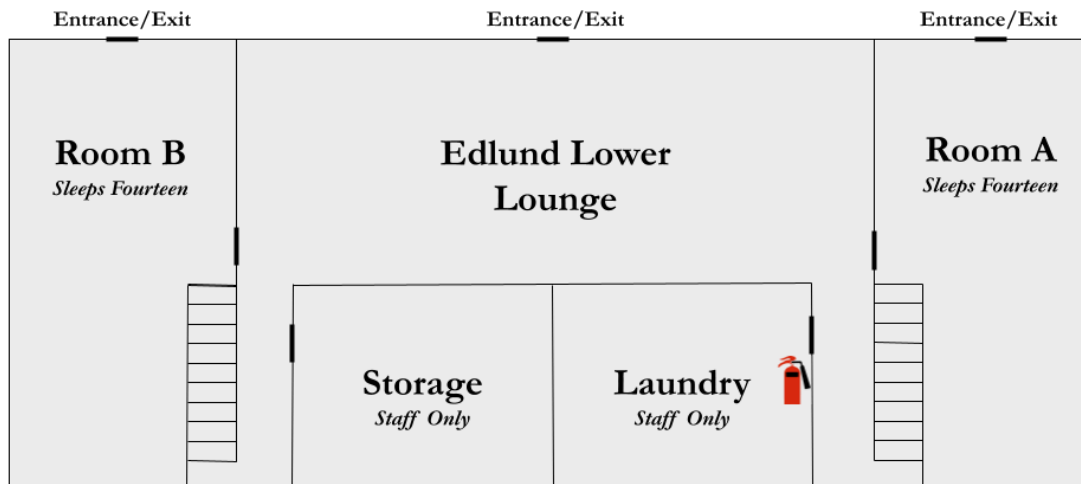 Entrance/Exit
Entrance/Exit
Entrance/Exit
Room B
Sleeps Fourteen
Edlund Lower
Lounge
Room A
Sleeps Fourteen
Storage
Staff Only
Laundry
Staff Only